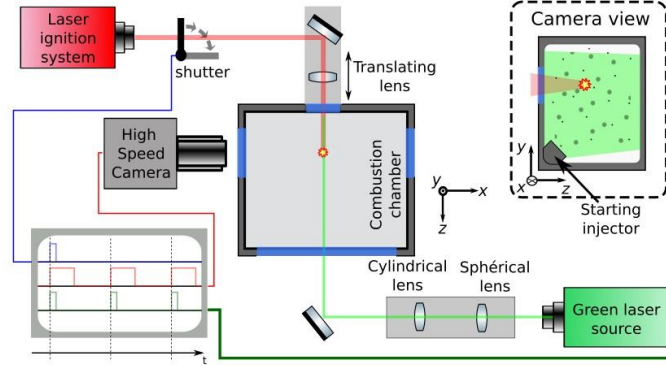 Laser
ignition
system
shutter
Translating
lens
Camera view
y
x
z
Starting
injector
High
Speed
Camera
Combustion
chamber
y
x
z
Cylindrical
lens
Sphérical
lens
Green laser
source
t